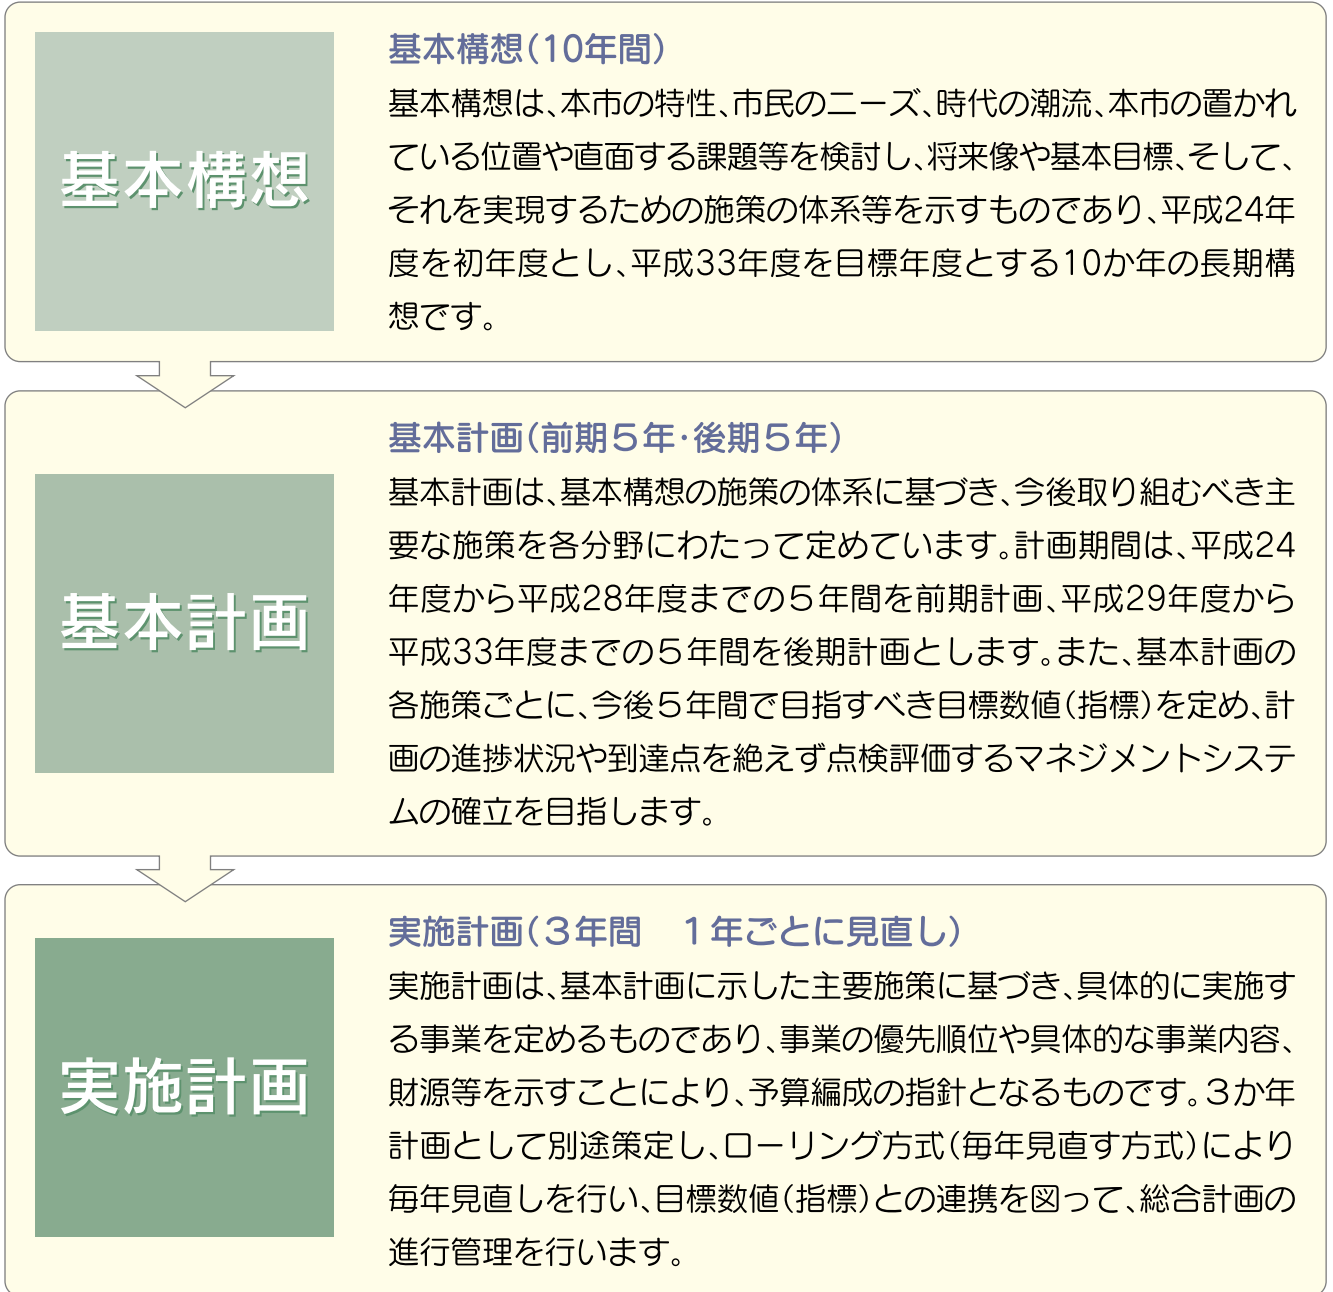 基本構想
基本構想(10年間)
基本構想は、本市の特性、市民のニーズ、時代の潮流、本市の置かれ
ている位置や直面する課題等を検討し、将来像や基本目標、そして、
それを実現するための施策の体系等を示すものであり、平成24年
度を初年度とし、平成33年度を目標年度とする10か年の長期構
想です。
基本計画
基本計画(前期5年・後期5年)
基本計画は、基本構想の施策の体系に基づき、今後取り組むべき主
要な施策を各分野にわたって定めています。計画期間は、平成24
年度から平成28年度までの5年間を前期計画、平成29年度から
平成33年度までの5年間を後期計画とします。また、基本計画の
各施策ごとに、今後5年間で目指すべき目標数値(指標)を定め、計
画の進捗状況や到達点を絶えず点検評価するマネジメントシステ
ムの確立を目指します。
実施計画
実施計画(3年間　1年ごとに見直し)
実施計画は、基本計画に示した主要施策に基づき、具体的に実施す
る事業を定めるものであり、事業の優先順位や具体的な事業内容、
財源等を示すことにより、予算編成の指針となるものです。3か年
計画として別途策定し、ローリング方式(毎年見直す方式)により
毎年見直しを行い、目標数値(指標)との連携を図って、総合計画の
進行管理を行います。